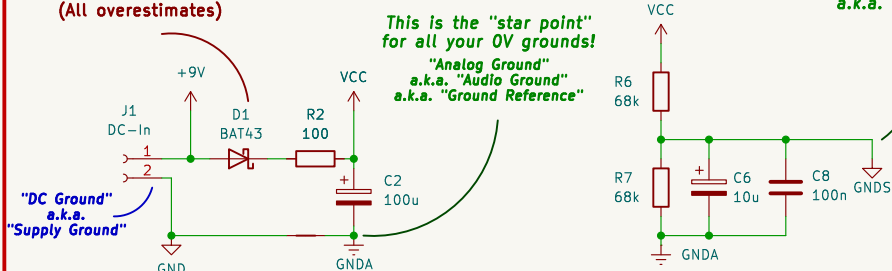 (All overestimates)
This is the "star point"
for all your 0V grounds!
"Analog Ground"
a.k.a. "Audio Ground"
a.k.a. "Ground Reference"
a.k.a.
+9V
VCC
VCC
J1
DC-In
1
2
D1
BAT43
R2
100
+
C2
100u
"DC Ground"
a.k.a.
"Supply Ground"
GND
GNDA
R6
68k
R7
68k
+
C6
10u
C8
100n
GNDS
GNDA